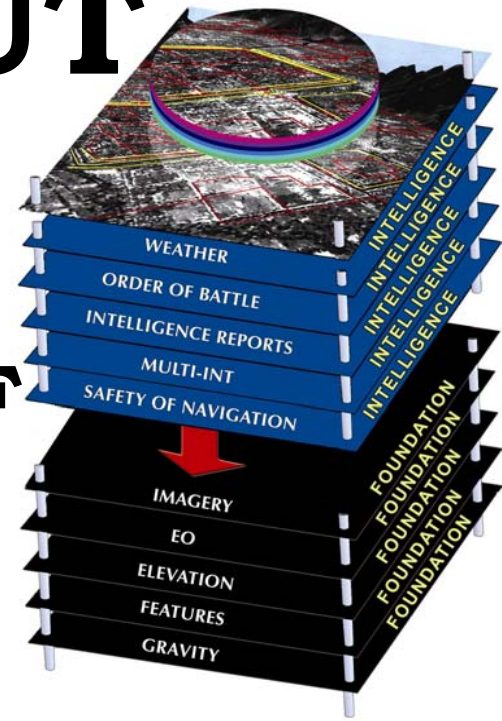 UT
WEATHER
ORDER OF BATTLE
INTELLIGENCE REPORTS
MULTI-INT
SAFETY OF NAVIGATION
INTELLIGENCE
INTELLIGENCE
INTELLIGENCE
INTELLIGENCE
INTELLIGENCE
F
IMAGERY
EO
ELEVATION
FEATURES
GRAVITY
FOUNDATION
FOUNDATION
FOUNDATION
FOUNDATION
FOUNDATION